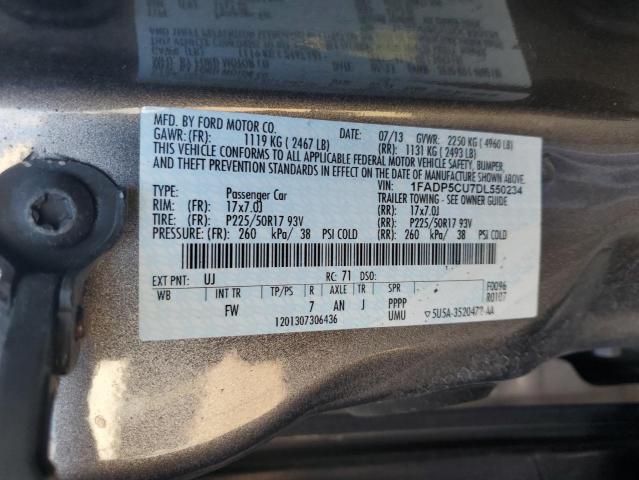 MFD. BY FORD MOTOR CO.
DATE: 07/13 GVWR: 2250 KG ( 4960 LB)
GAWR: (FR): 1119 KG ( 2467 LB) (RR): 1131 KG ( 2493 LB)
THIS VEHICLE CONFORMS TO ALL APPLICABLE FEDERAL MOTOR VEHICLE SAFETY, BUMPER,
AND THEFT PREVENTION STANDARDS IN EFFECT ON THE DATE OF MANUFACTURE SHOWN ABOVE.
VIN: 1FADP5CU7DL550234
TYPE: Passenger Car TRAILER TOWING - SEE OWNER GUIDE
RIM: (FR): 17x7.0J (RR): 17x7.0J
TIRE: (FR): P225/50R17 93V (RR): P225/50R17 93V
PRESSURE: (FR): 260 kPa/ 38 PSI COLD (RR): 260 kPa/ 38 PSI COLD
EXT PNT: UJ RC: 71 DSO: F0096
WB INT TR TP/PS R AXLE TR SPR R0107
FW 7 AN J PPPP
UMU
1201307306436